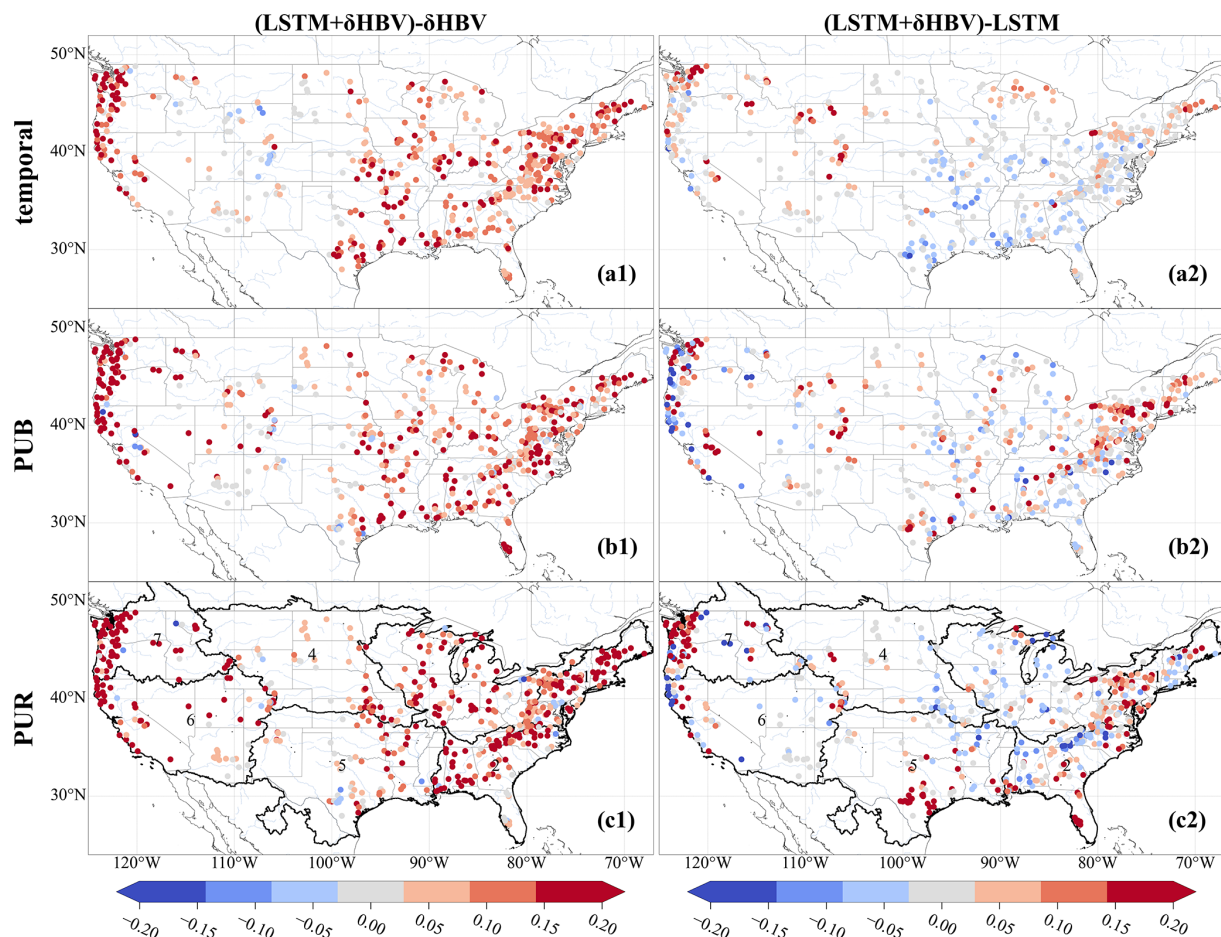 (LSTM+δHBV)-δHBV
(LSTM+δHBV)-LSTM
temporal
50°N
40°N
30°N
(a1)
(a2)
PUB
50°N
40°N
30°N
(b1)
(b2)
PUR
50°N
40°N
30°N
7
4
3
1
6
5
2
(c1)
7
4
3
1
6
5
2
(c2)
120°W 110°W 100°W 90°W 80°W 70°W
120°W 110°W 100°W 90°W 80°W 70°W
−0.20 −0.15 −0.10 −0.05 0.00 0.05 0.10 0.15 0.20
−0.20 −0.15 −0.10 −0.05 0.00 0.05 0.10 0.15 0.20